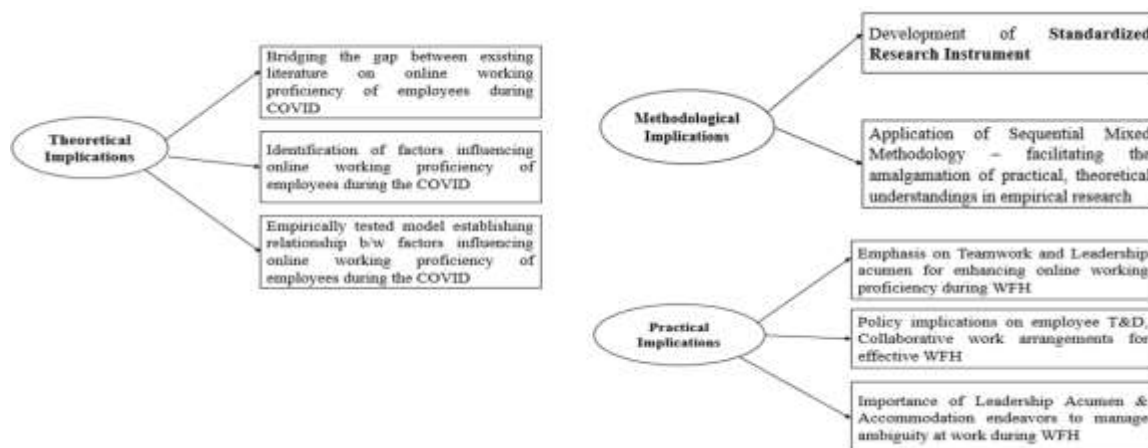 Theoretical
Implications
Bridging the gap between existing
literature on online working
proficiency of employees during
COVID
Identification of factors influencing
online working proficiency of
employees during the COVID
Empirically tested model establishing
relationship b/w factors influencing
online working proficiency of
employees during the COVID
Methodological
Implications
Development of Standardized
Research Instrument
Application of Sequential Mixed
Methodology – facilitating the
amalgamation of practical, theoretical
understandings in empirical research
Practical
Implications
Emphasis on Teamwork and Leadership
acumen for enhancing online working
proficiency during WFH
Policy implications on employee T&D,
Collaborative work arrangements for
effective WFH
Importance of Leadership Acumen &
Accommodation endeavors to manage
ambiguity at work during WFH